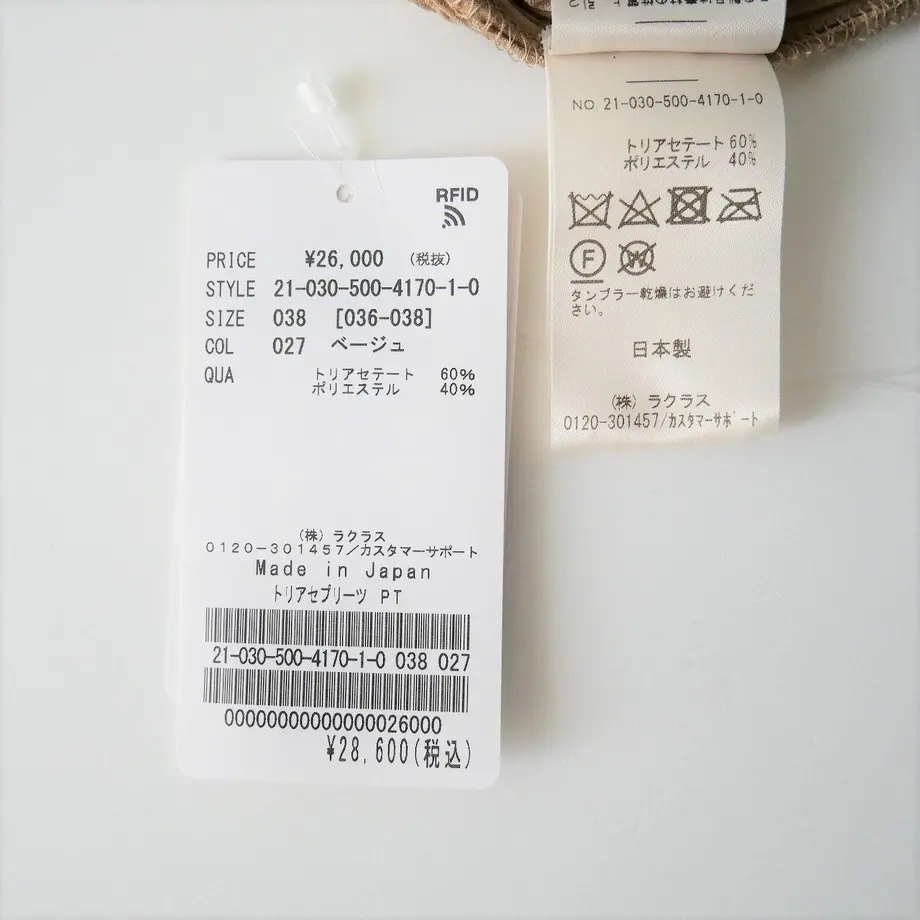 RFID
PRICE ¥26,000 (税抜)
STYLE 21-030-500-4170-1-0
SIZE 038 [036-038]
COL 027 ベージュ
QUA トリアセテート 60%
ポリエステル 40%
(株) ラクラス
0120-301457/カスタマーサポート
Made in Japan
トリアセプリーツ PT
21-030-500-4170-1-0 038 027
00000000000000026000
¥28,600(税込)
NO. 21-030-500-4170-1-0
トリアセテート 60%
ポリエステル 40%
F
W
タンブラー乾燥はお避けくだ
さい。
日本製
(株) ラクラス
0120-301457/カスタマーサポート